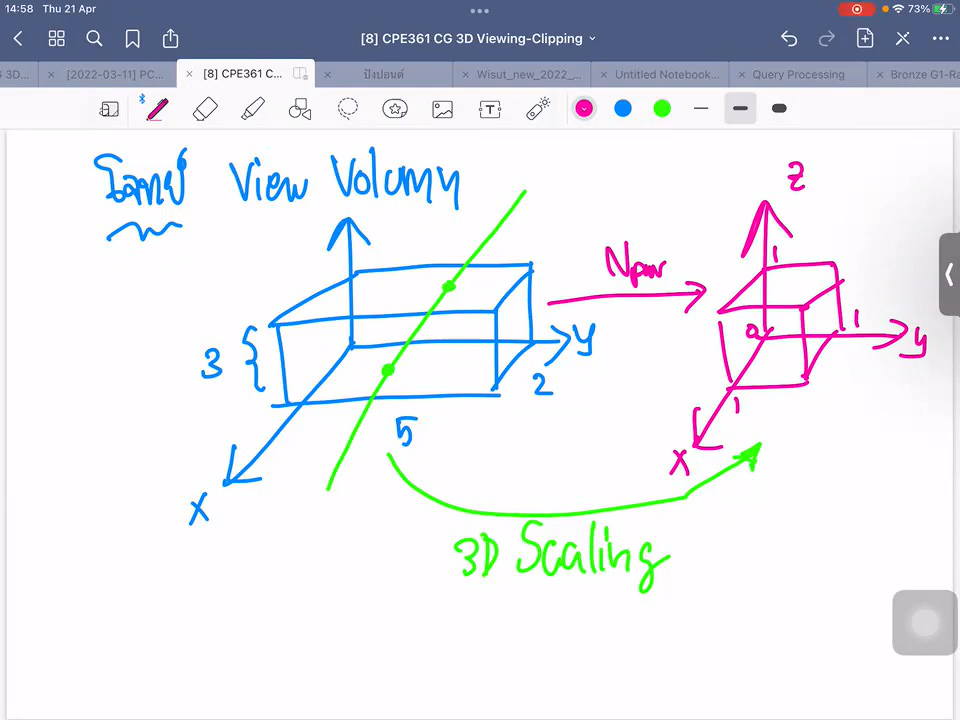 14:58 Thu 21 Apr
73%
[8] CPE361 CG 3D Viewing-Clipping
G 3D...
[2022-03-11] PC...
[8] CPE361 C...
ปังปอนด์
Wisut_new_2022_...
Untitled Notebook...
Query Processing
Bronze G1-Ra
โจทย์ View Volumn
z
Npar
1
3
y
0
1
y
2
1
5
x
x
3D Scaling